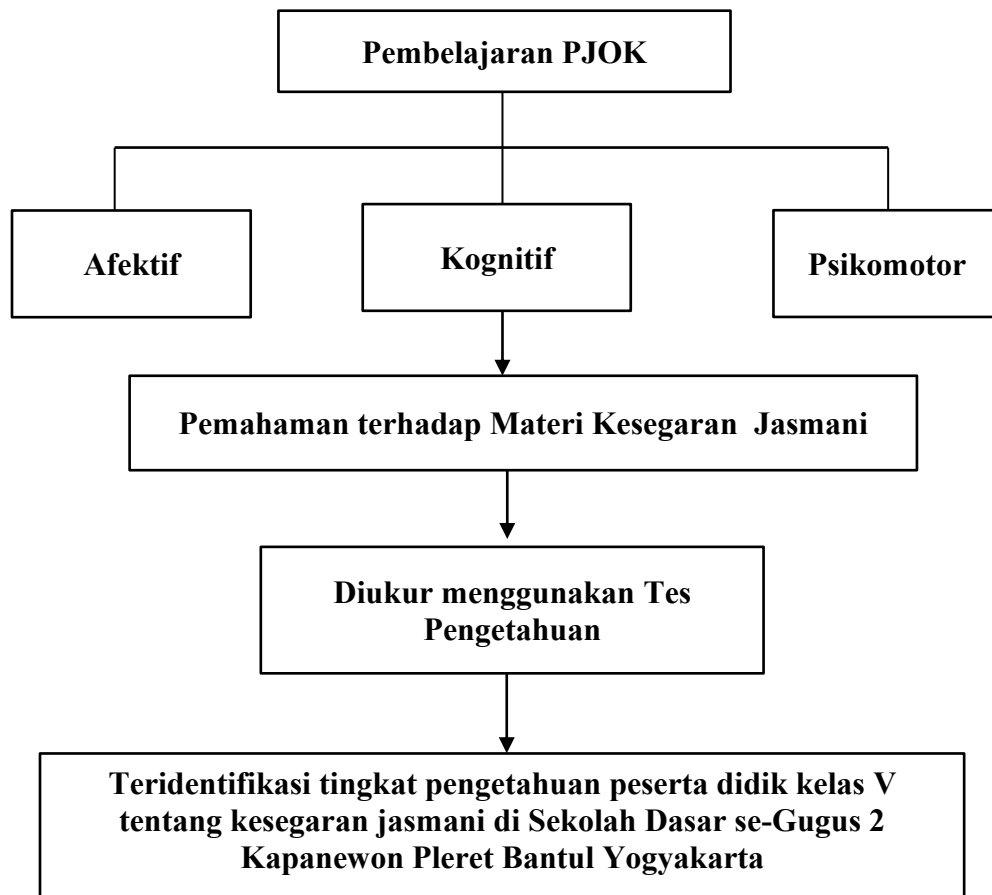 Pembelajaran PJOK
Afektif
Kognitif
Psikomotor
Pemahaman terhadap Materi Kesegaran Jasmani
Diukur menggunakan Tes
Pengetahuan
Teridentifikasi tingkat pengetahuan peserta didik kelas V
tentang kesegaran jasmani di Sekolah Dasar se-Gugus 2
Kapanewon Pleret Bantul Yogyakarta